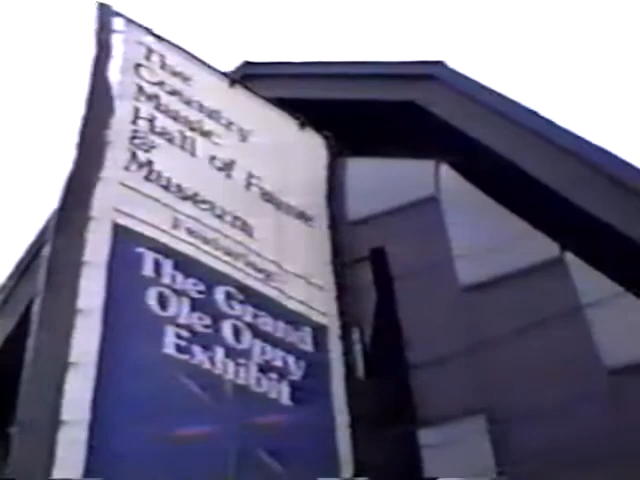 The
Country
Music
Hall of Fame
&
Museum
Featuring:
The Grand
Ole Opry
Exhibit